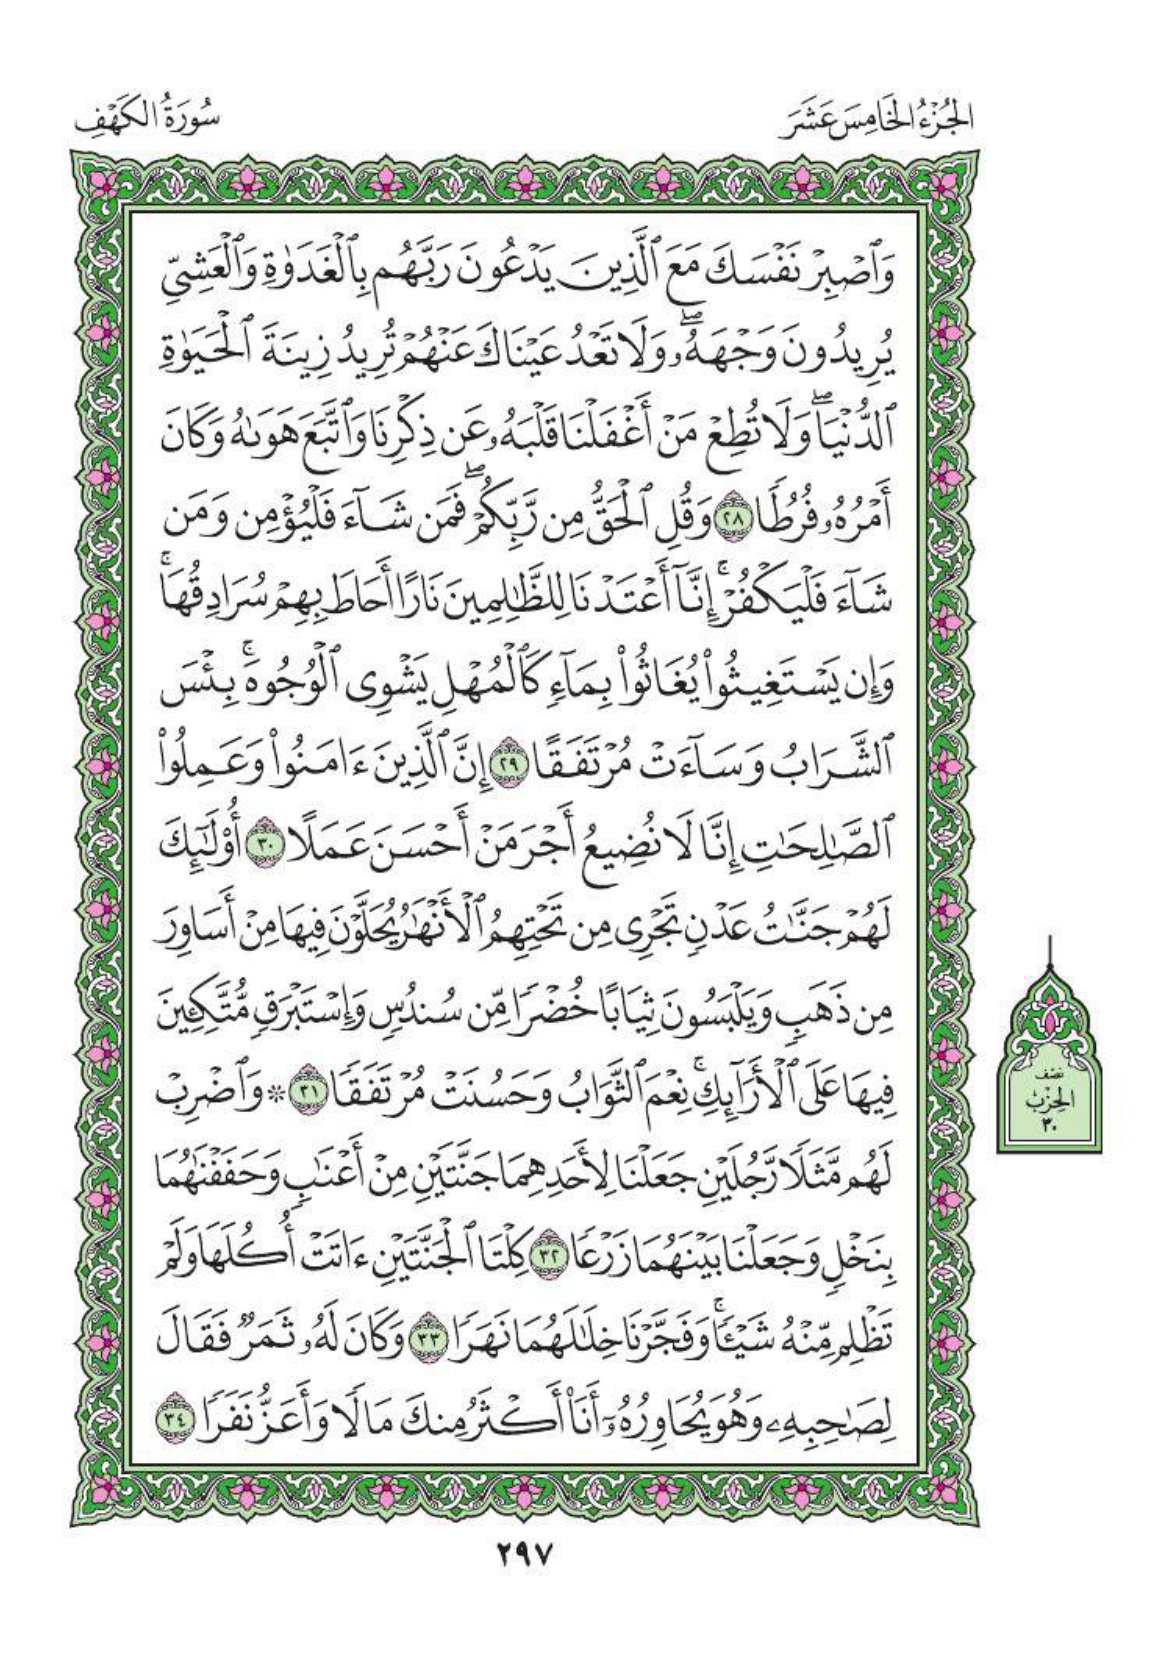 الجُزْءُ الخَامِسَ عَشَرَ
سُورَةُ الكَهْفِ
وَٱصْبِرْ نَفْسَكَ مَعَ ٱلَّذِينَ يَدْعُونَ رَبَّهُم بِٱلْغَدَوٰةِ وَٱلْعَشِىِّ
يُرِيدُونَ وَجْهَهُۥۖ وَلَا تَعْدُ عَيْنَاكَ عَنْهُمْ تُرِيدُ زِينَةَ ٱلْحَيَوٰةِ
ٱلدُّنْيَاۖ وَلَا تُطِعْ مَنْ أَغْفَلْنَا قَلْبَهُۥ عَن ذِكْرِنَا وَٱتَّبَعَ هَوَىٰهُ وَكَانَ
أَمْرُهُۥ فُرُطًا ٢٨ وَقُلِ ٱلْحَقُّ مِن رَّبِّكُمْۖ فَمَن شَآءَ فَلْيُؤْمِن وَمَن
شَآءَ فَلْيَكْفُرْۚ إِنَّآ أَعْتَدْنَا لِلظَّٰلِمِينَ نَارًا أَحَاطَ بِهِمْ سُرَادِقُهَاۚ
وَإِن يَسْتَغِيثُوا۟ يُغَاثُوا۟ بِمَآءٍ كَٱلْمُهْلِ يَشْوِى ٱلْوُجُوهَۚ بِئْسَ
ٱلشَّرَابُ وَسَآءَتْ مُرْتَفَقًا ٢٩ إِنَّ ٱلَّذِينَ ءَامَنُوا۟ وَعَمِلُوا۟
ٱلصَّٰلِحَٰتِ إِنَّا لَا نُضِيعُ أَجْرَ مَنْ أَحْسَنَ عَمَلًا ٣٠ أُو۟لَٰٓئِكَ
لَهُمْ جَنَّٰتُ عَدْنٍ تَجْرِى مِن تَحْتِهِمُ ٱلْأَنْهَٰرُ يُحَلَّوْنَ فِيهَا مِنْ أَسَاوِرَ
مِن ذَهَبٍ وَيَلْبَسُونَ ثِيَابًا خُضْرًا مِّن سُندُسٍ وَإِسْتَبْرَقٍ مُّتَّكِـِٔينَ
فِيهَا عَلَى ٱلْأَرَآئِكِۚ نِعْمَ ٱلثَّوَابُ وَحَسُنَتْ مُرْتَفَقًا ٣١ ۞ وَٱضْرِبْ
لَهُم مَّثَلًا رَّجُلَيْنِ جَعَلْنَا لِأَحَدِهِمَا جَنَّتَيْنِ مِنْ أَعْنَٰبٍ وَحَفَفْنَٰهُمَا
بِنَخْلٍ وَجَعَلْنَا بَيْنَهُمَا زَرْعًا ٣٢ كِلْتَا ٱلْجَنَّتَيْنِ ءَاتَتْ أُكُلَهَا وَلَمْ
تَظْلِم مِّنْهُ شَيْـًٔاۚ وَفَجَّرْنَا خِلَٰلَهُمَا نَهَرًا ٣٣ وَكَانَ لَهُۥ ثَمَرٌ فَقَالَ
لِصَٰحِبِهِۦ وَهُوَ يُحَاوِرُهُۥٓ أَنَا۠ أَكْثَرُ مِنكَ مَالًا وَأَعَزُّ نَفَرًا ٣٤
نصف
الحِزْب
٣٠
٢٩٧